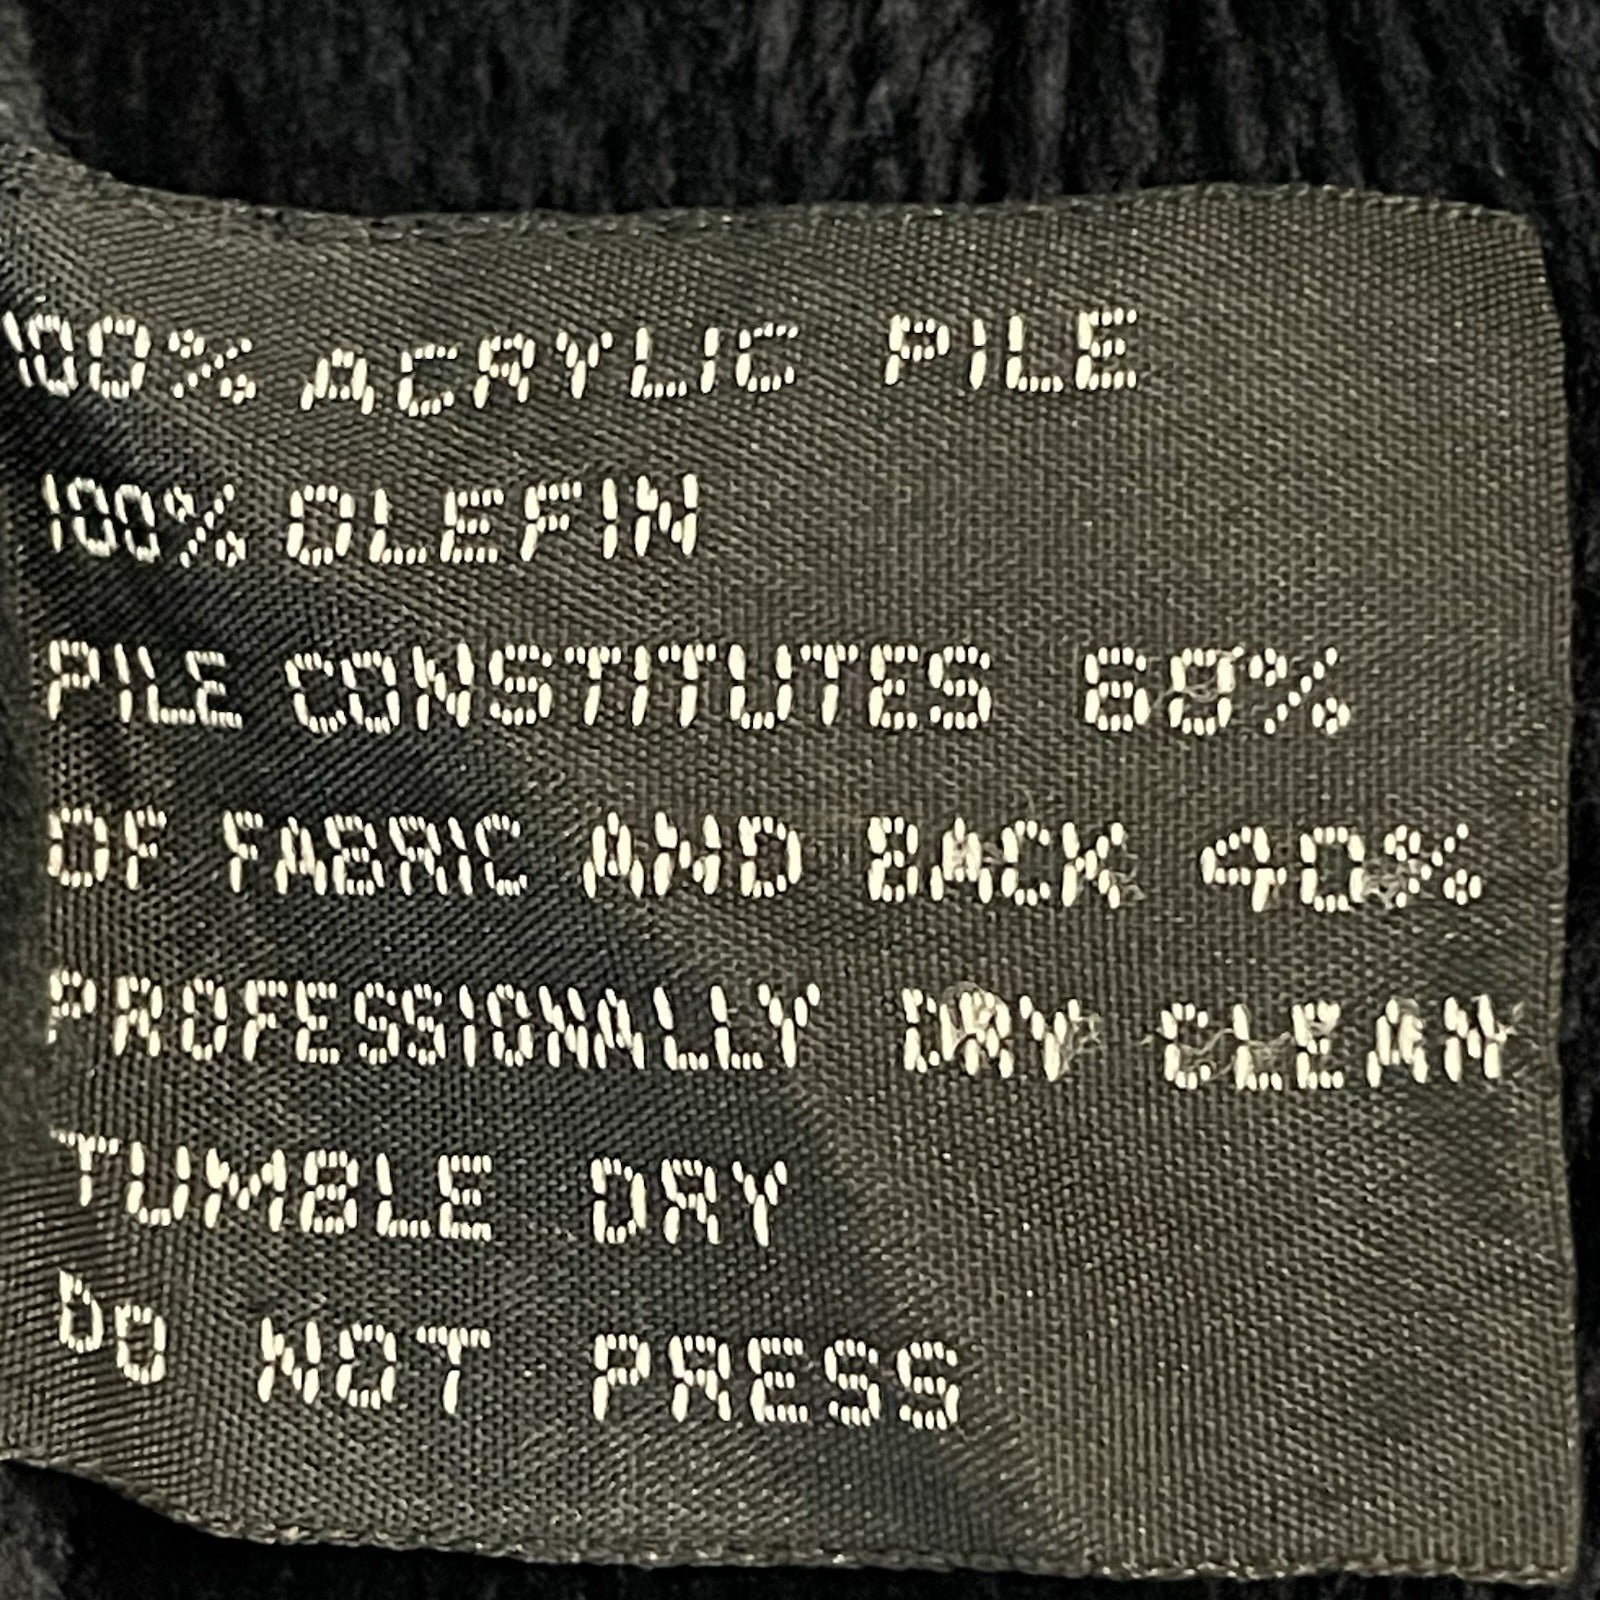 100% ACRYLIC PILE
100% OLEFIN
PILE CONSTITUTES 60%
OF FABRIC AND BACK 40%
PROFESSIONALLY DRY CLEAN
TUMBLE DRY
DO NOT PRESS